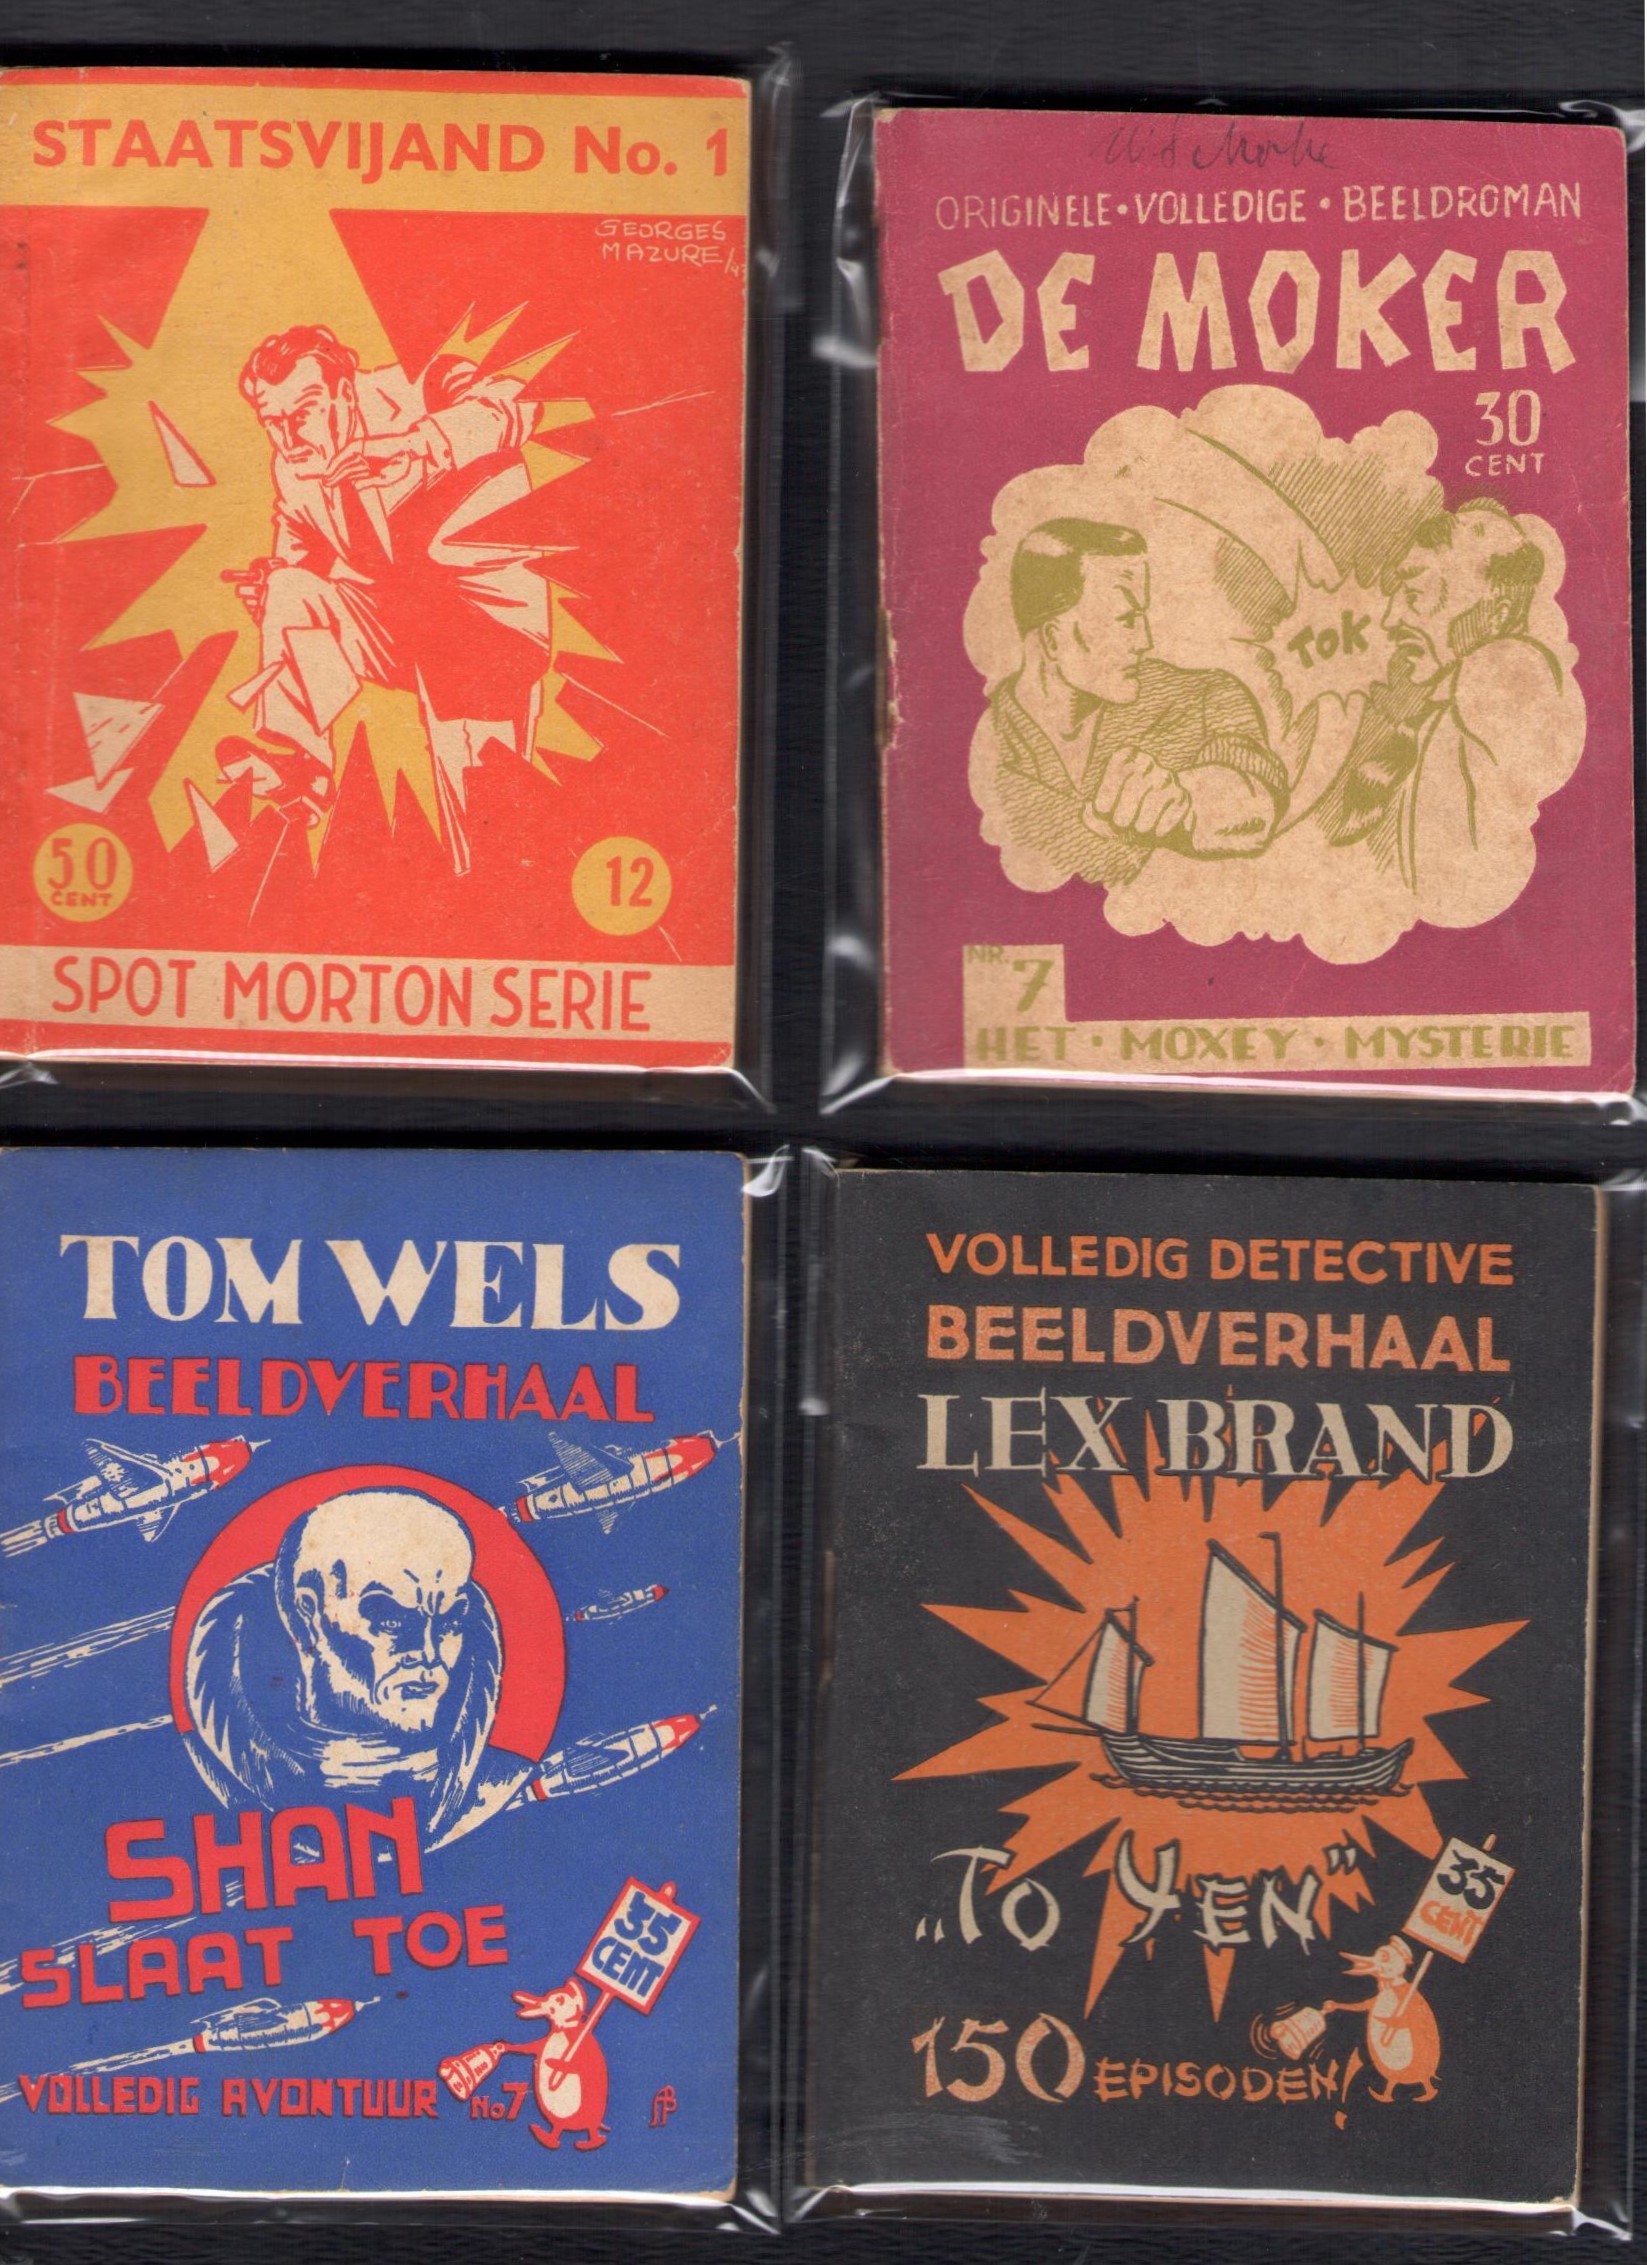 STAATSVIJAND No. 1
GEORGES
MAZURE
50
CENT
12
SPOT MORTON SERIE
ORIGINELE • VOLLEDIGE • BEELDROMAN
DE MOKER
30
CENT
TOK
NR.
7
HET • MOXEY • MYSTERIE
TOM WELS
BEELDVERHAAL
SHAN
SLAAT TOE
35
CENT
VOLLEDIG AVONTUUR No 7
VOLLEDIG DETECTIVE
BEELDVERHAAL
LEX BRAND
„TO YEN”
35
CENT
150 EPISODEN!